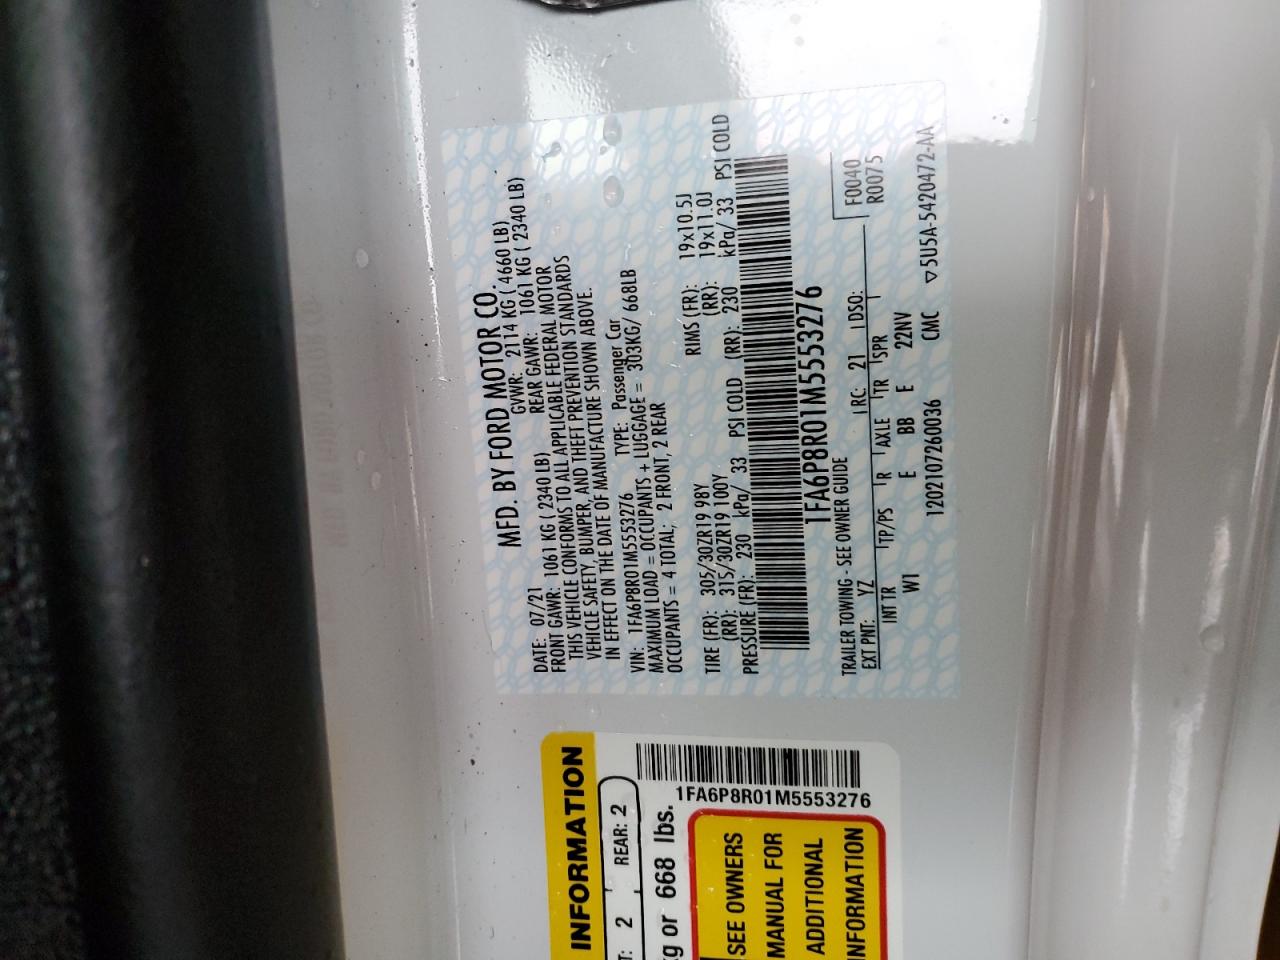 MFD. BY FORD MOTOR CO.
DATE: 07/21 GVWR: 2114 KG ( 4660 LB)
FRONT GAWR: 1061 KG ( 2340 LB) REAR GAWR: 1061 KG ( 2340 LB)
THIS VEHICLE CONFORMS TO ALL APPLICABLE FEDERAL MOTOR
VEHICLE SAFETY, BUMPER, AND THEFT PREVENTION STANDARDS
IN EFFECT ON THE DATE OF MANUFACTURE SHOWN ABOVE.
VIN: 1FA6P8R01M5553276 TYPE: Passenger Car
MAXIMUM LOAD = OCCUPANTS + LUGGAGE = 303KG/ 668LB
OCCUPANTS = 4 TOTAL; 2 FRONT, 2 REAR
TIRE (FR): 305/30ZR19 98Y RIMS (FR): 19x10.5J
(RR): 315/30ZR19 100Y (RR): 19x11.0J
PRESSURE (FR): 230 kPa/ 33 PSI COLD (RR): 230 kPa/ 33 PSI COLD
1FA6P8R01M5553276
TRAILER TOWING - SEE OWNER GUIDE F0040
EXT PNT: YZ RC: 21 DSO: R0075
INT TR TP/PS R AXLE TR SPR
WI E BB E 22NV
1202107260036 CMC ▽5U5A-5420472-AA
INFORMATION
T: 2 REAR: 2
kg or 668 lbs.
1FA6P8R01M5553276
SEE OWNERS
MANUAL FOR
ADDITIONAL
INFORMATION